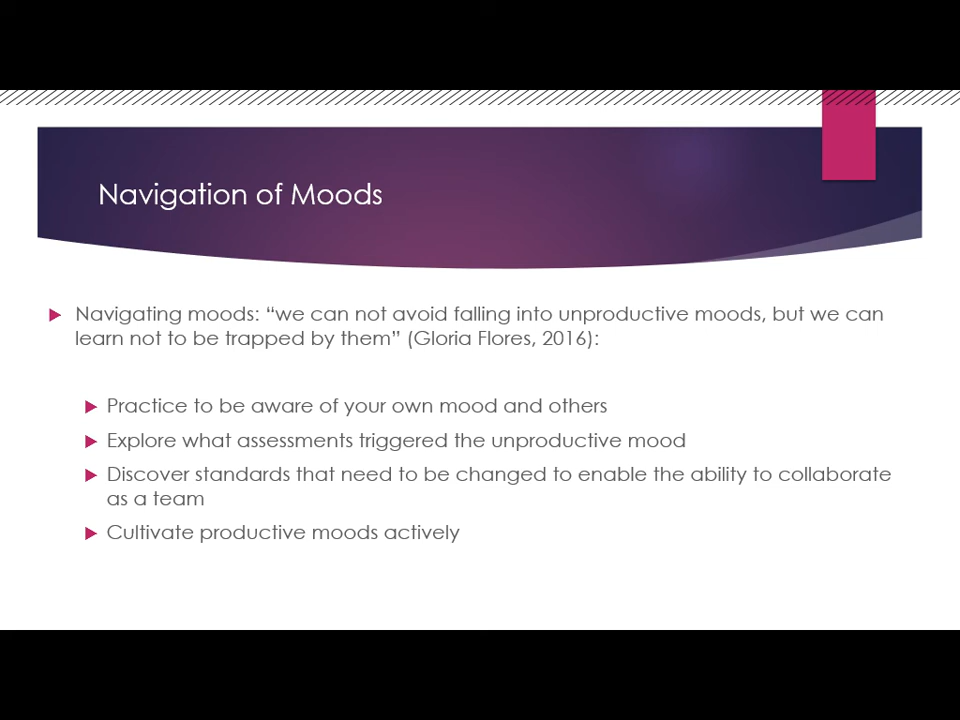 Navigation of Moods
Navigating moods: “we can not avoid falling into unproductive moods, but we can
learn not to be trapped by them” (Gloria Flores, 2016):
Practice to be aware of your own mood and others
Explore what assessments triggered the unproductive mood
Discover standards that need to be changed to enable the ability to collaborate
as a team
Cultivate productive moods actively